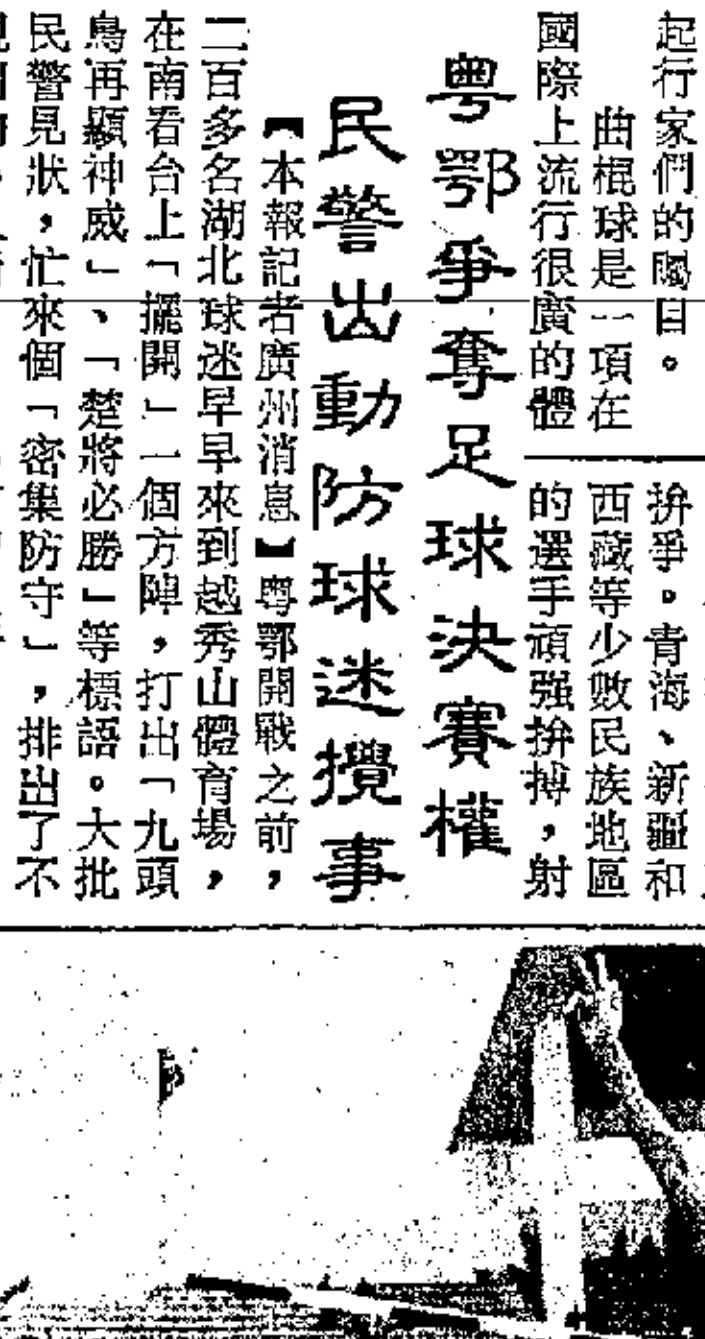 起行家們的矚目。
曲棍球是一項在
國際上流行很廣的體
拚爭。青海、新疆和
西藏等少數民族地區
的選手頑强拚搏，射
粤鄂爭奪足球決賽權
民警出動防球迷攪事
【本報記者廣州消息】粤鄂開戰之前，
二百多名湖北球迷早早來到越秀山體育場，
在南看台上「擺開」一個方陣，打出「九頭
鳥再顯神威」、「楚將必勝」等標語。大批
民警見狀，忙來個「密集防守」，排出了不